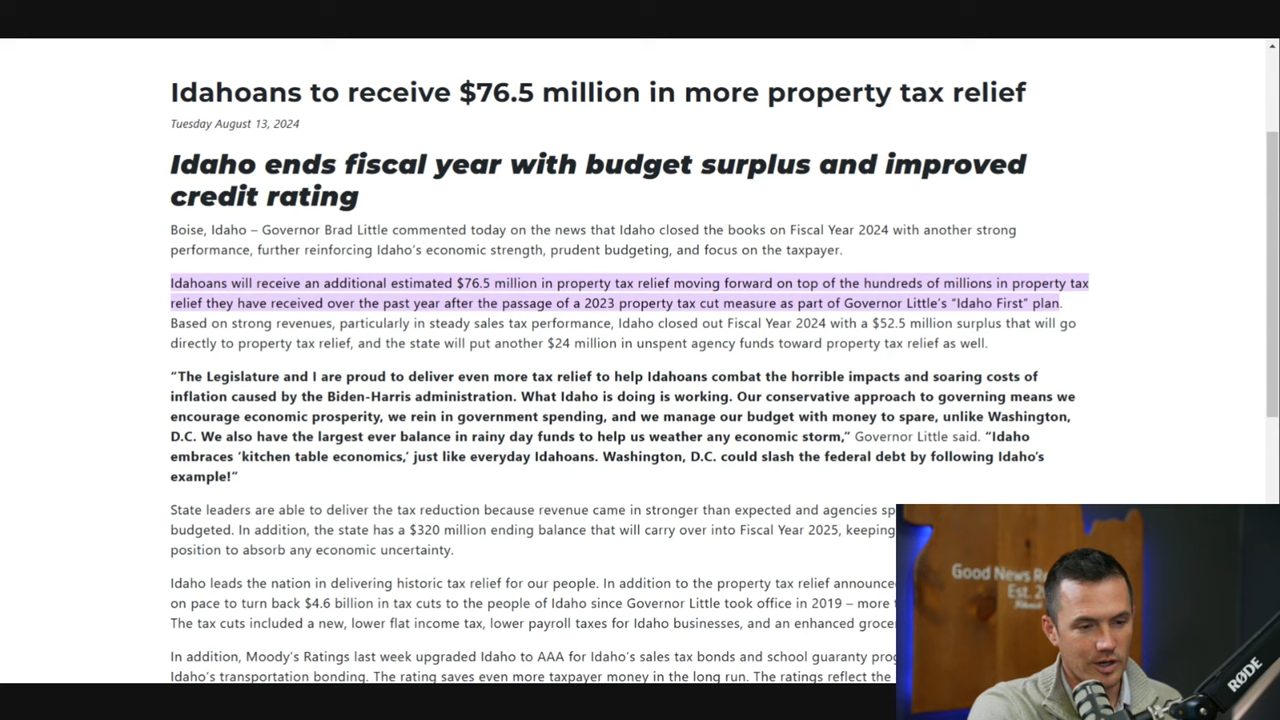 Idahoans to receive $76.5 million in more property tax relief
Tuesday August 13, 2024
Idaho ends fiscal year with budget surplus and improved
credit rating
Boise, Idaho – Governor Brad Little commented today on the news that Idaho closed the books on Fiscal Year 2024 with another strong
performance, further reinforcing Idaho’s economic strength, prudent budgeting, and focus on the taxpayer.
Idahoans will receive an additional estimated $76.5 million in property tax relief moving forward on top of the hundreds of millions in property tax
relief they have received over the past year after the passage of a 2023 property tax cut measure as part of Governor Little’s “Idaho First” plan.
Based on strong revenues, particularly in steady sales tax performance, Idaho closed out Fiscal Year 2024 with a $52.5 million surplus that will go
directly to property tax relief, and the state will put another $24 million in unspent agency funds toward property tax relief as well.
“The Legislature and I are proud to deliver even more tax relief to help Idahoans combat the horrible impacts and soaring costs of
inflation caused by the Biden-Harris administration. What Idaho is doing is working. Our conservative approach to governing means we
encourage economic prosperity, we rein in government spending, and we manage our budget with money to spare, unlike Washington,
D.C. We also have the largest ever balance in rainy day funds to help us weather any economic storm,” Governor Little said. “Idaho
embraces ‘kitchen table economics,’ just like everyday Idahoans. Washington, D.C. could slash the federal debt by following Idaho’s
example!”
State leaders are able to deliver the tax reduction because revenue came in stronger than expected and agencies sp
budgeted. In addition, the state has a $320 million ending balance that will carry over into Fiscal Year 2025, keeping
position to absorb any economic uncertainty.
Idaho leads the nation in delivering historic tax relief for our people. In addition to the property tax relief announce
on pace to turn back $4.6 billion in tax cuts to the people of Idaho since Governor Little took office in 2019 – more
The tax cuts included a new, lower flat income tax, lower payroll taxes for Idaho businesses, and an enhanced groce
In addition, Moody’s Ratings last week upgraded Idaho to AAA for Idaho’s sales tax bonds and school guaranty prog
Idaho’s transportation bonding. The rating saves even more taxpayer money in the long run. The ratings reflect the
Good News
Est. 2
RØDE